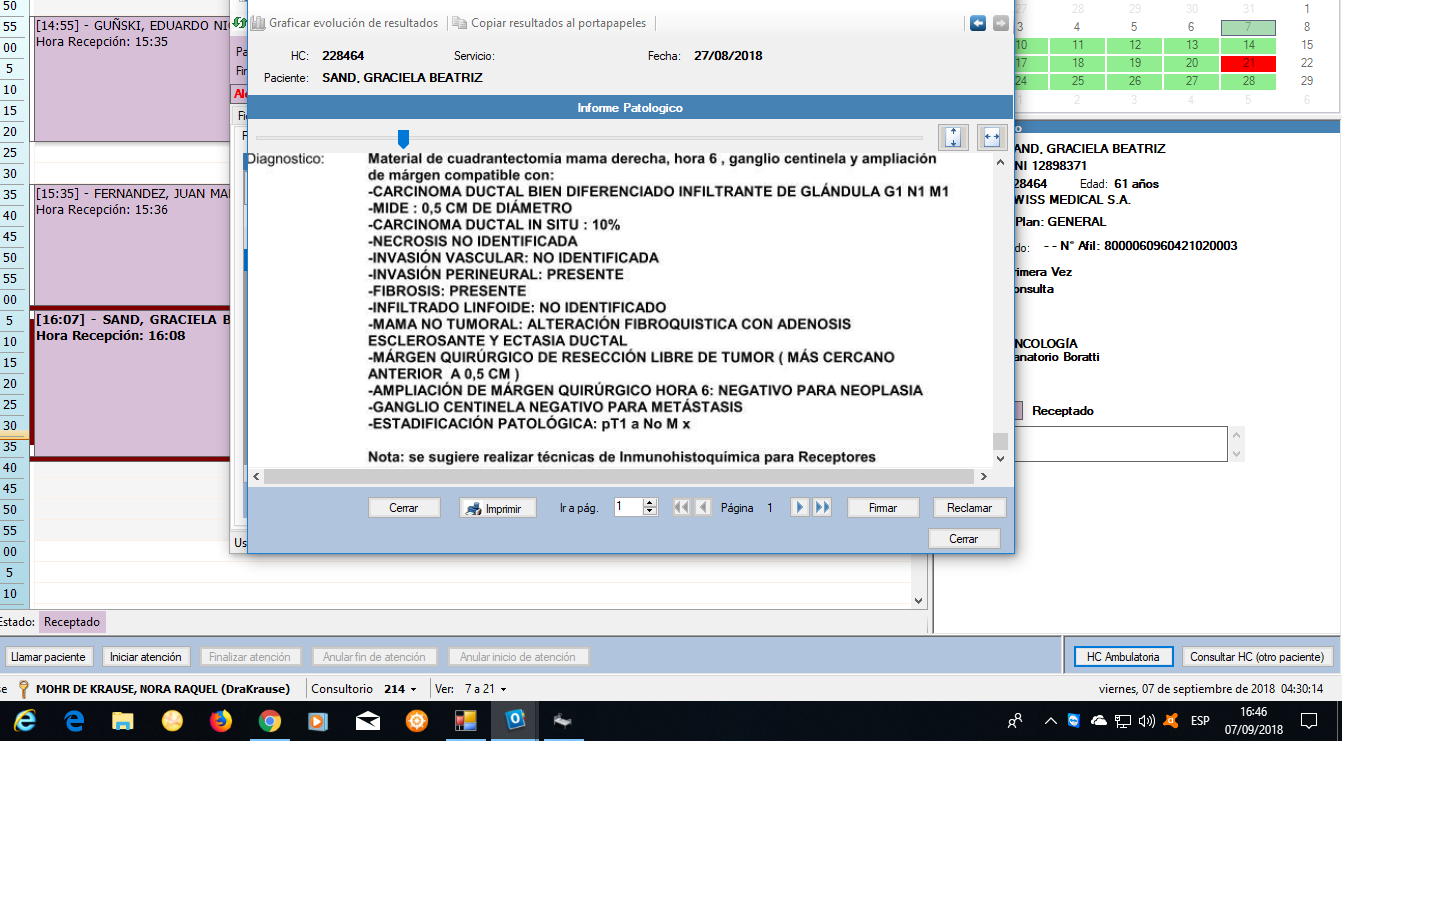 Graficar evolución de resultados
Copiar resultados al portapapeles
HC: 228464
Servicio:
Fecha: 27/08/2018
Paciente: SAND, GRACIELA BEATRIZ
Informe Patologico
Diagnostico: Material de cuadrantectomía mama derecha, hora 6 , ganglio centinela y ampliación
de márgen compatible con:
-CARCINOMA DUCTAL BIEN DIFERENCIADO INFILTRANTE DE GLÁNDULA G1 N1 M1
-MIDE : 0,5 CM DE DIÁMETRO
-CARCINOMA DUCTAL IN SITU : 10%
-NECROSIS NO IDENTIFICADA
-INVASIÓN VASCULAR: NO IDENTIFICADA
-INVASIÓN PERINEURAL: PRESENTE
-FIBROSIS: PRESENTE
-INFILTRADO LINFOIDE: NO IDENTIFICADO
-MAMA NO TUMORAL: ALTERACIÓN FIBROQUISTICA CON ADENOSIS
ESCLEROSANTE Y ECTASIA DUCTAL
-MÁRGEN QUIRÚRGICO DE RESECCIÓN LIBRE DE TUMOR ( MÁS CERCANO
ANTERIOR A 0,5 CM )
-AMPLIACIÓN DE MÁRGEN QUIRÚRGICO HORA 6: NEGATIVO PARA NEOPLASIA
-GANGLIO CENTINELA NEGATIVO PARA METÁSTASIS
-ESTADIFICACIÓN PATOLÓGICA: pT1 a No M x
Nota: se sugiere realizar técnicas de Inmunohistoquímica para Receptores
Cerrar
Imprimir
Ir a pág. 1
Página 1
Firmar
Reclamar
Cerrar
50
55
00
5
10
15
20
25
30
35
40
45
50
55
00
5
10
15
20
25
30
35
40
45
50
55
00
5
10
[14:55] - GUÑSKI, EDUARDO NI
Hora Recepción: 15:35
[15:35] - FERNANDEZ, JUAN MA
Hora Recepción: 15:36
[16:07] - SAND, GRACIELA B
Hora Recepción: 16:08
Pa
Fir
Ale
Fi
F
Us
27 28 29 30 31 1
3 4 5 6 7 8
10 11 12 13 14 15
17 18 19 20 21 22
24 25 26 27 28 29
1 2 3 4 5 6
o
AND, GRACIELA BEATRIZ
NI 12898371
28464 Edad: 61 años
WISS MEDICAL S.A.
Plan: GENERAL
do: - - N° Afil: 8000060960421020003
rimera Vez
onsulta
NCOLOGÍA
anatorio Boratti
Receptado
Estado: Receptado
Llamar paciente
Iniciar atención
Finalizar atención
Anular fin de atención
Anular inicio de atención
HC Ambulatoria
Consultar HC (otro paciente)
se MOHR DE KRAUSE, NORA RAQUEL (DraKrause)
Consultorio 214
Ver: 7 a 21
viernes, 07 de septiembre de 2018 04:30:14
ESP
16:46
07/09/2018